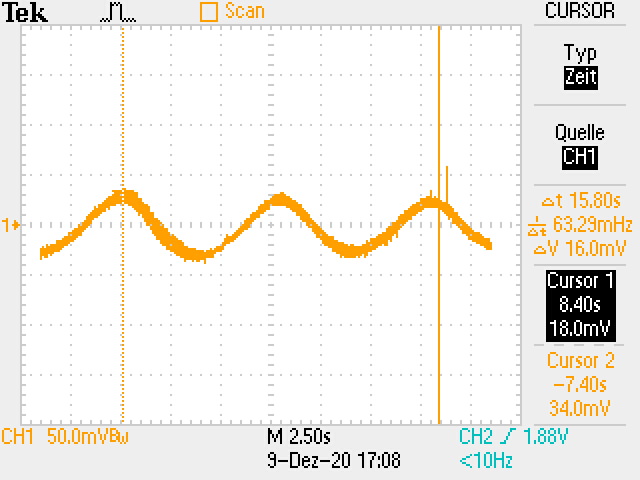 Tek Scan CURSOR
Typ
Zeit
Quelle
CH1
Δt 15.80s
1/Δt 63.29mHz
ΔV 16.0mV
1
Cursor 1
8.40s
18.0mV
Cursor 2
-7.40s
34.0mV
CH1 50.0mVBw M 2.50s CH2 1.88V
9-Dez-20 17:08 <10Hz